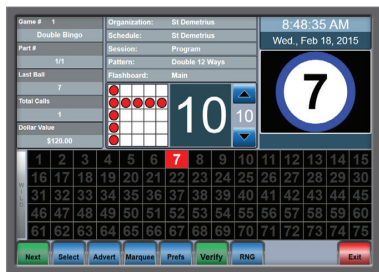 Game # 1
Double Bingo
Part #
1/1
Last Ball
7
Total Calls
1
Dollar Value
$120.00
Organization: St Demetrius
Schedule: St Demetrius
Session: Program
Pattern: Double 12 Ways
Flashboard: Main
10
10
8:48:35 AM
Wed., Feb 18, 2015
7
WILD
1 2 3 4 5 6 7 8 9 10 11 12 13 14 15
16 17 18 19 20 21 22 23 24 25 26 27 28 29 30
31 32 33 34 35 36 37 38 39 40 41 42 43 44 45
46 47 48 49 50 51 52 53 54 55 56 57 58 59 60
61 62 63 64 65 66 67 68 69 70 71 72 73 74 75
Next Select Advert Marquee Prefs Verify RNG Exit